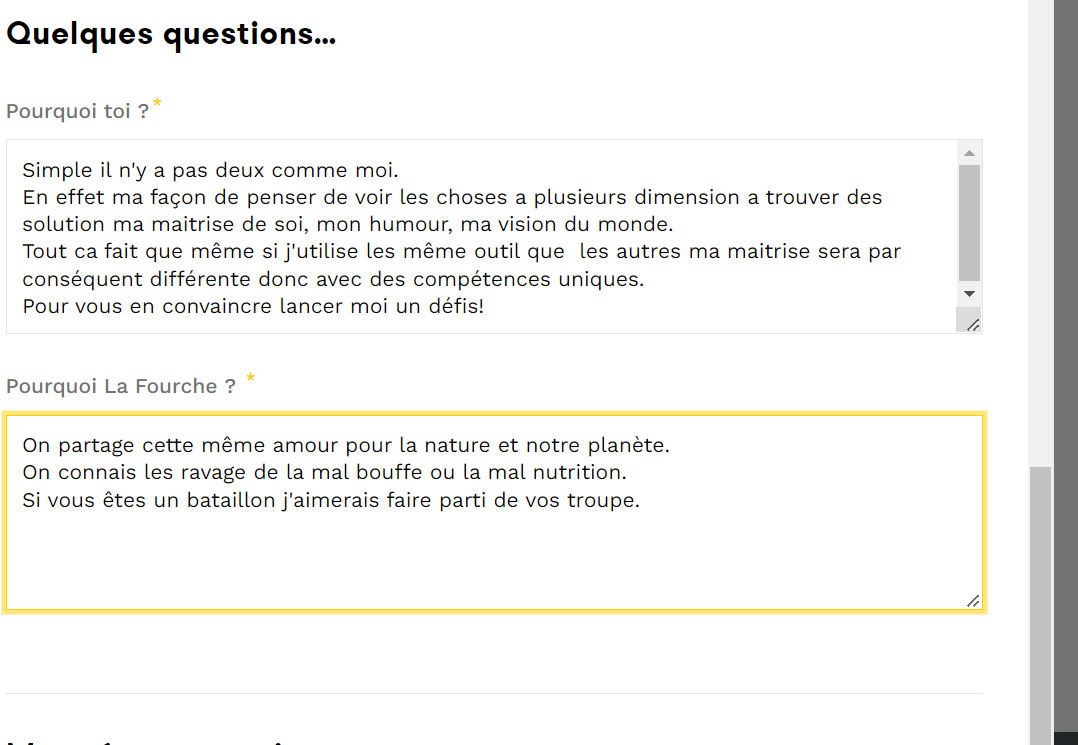 Quelques questions...
Pourquoi toi ?*
Simple il n'y a pas deux comme moi.
En effet ma façon de penser de voir les choses a plusieurs dimension a trouver des
solution ma maitrise de soi, mon humour, ma vision du monde.
Tout ca fait que même si j'utilise les même outil que  les autres ma maitrise sera par
conséquent différente donc avec des compétences uniques.
Pour vous en convaincre lancer moi un défis!
Pourquoi La Fourche ? *
On partage cette même amour pour la nature et notre planète.
On connais les ravage de la mal bouffe ou la mal nutrition.
Si vous êtes un bataillon j'aimerais faire parti de vos troupe.